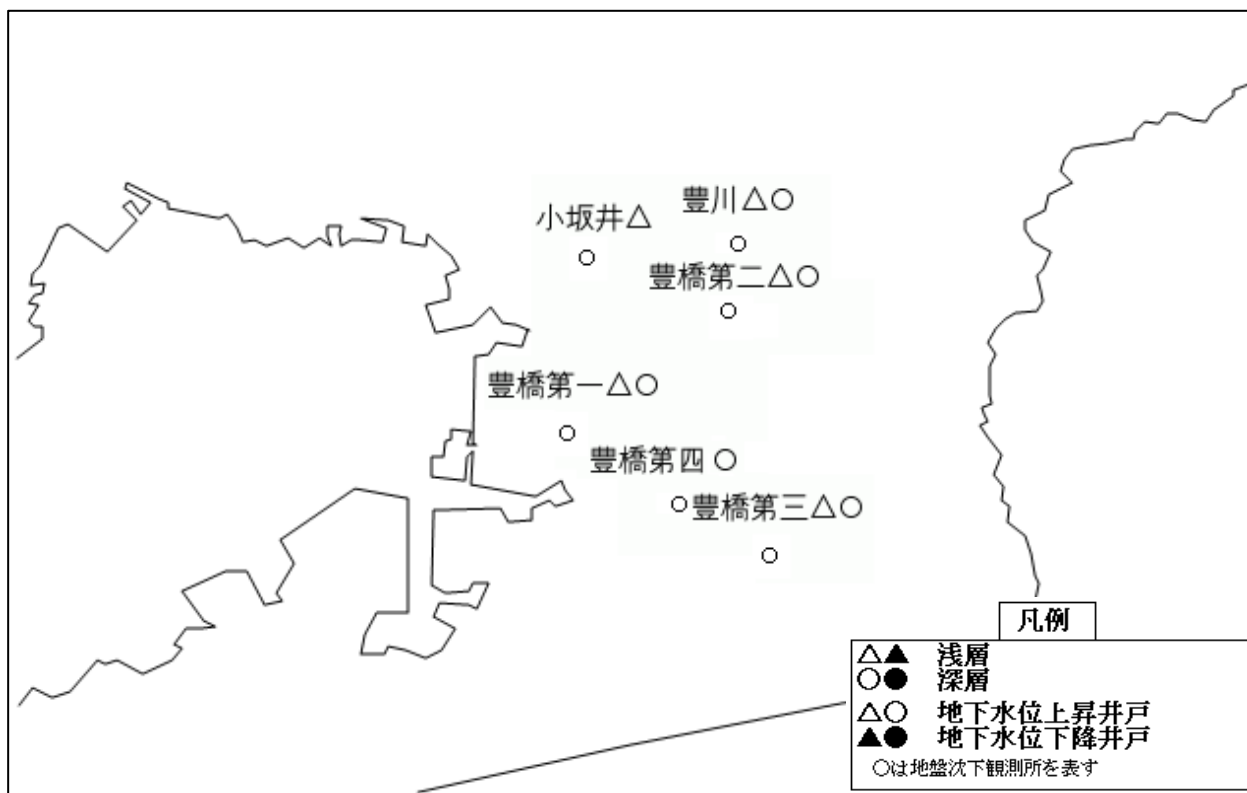 豊川△○
小坂井△
豊橋第二△○
豊橋第一△○
豊橋第四 ○
豊橋第三△○
凡例
△▲ 浅層
○● 深層
△○ 地下水位上昇井戸
▲● 地下水位下降井戸
○は地盤沈下観測所を表す